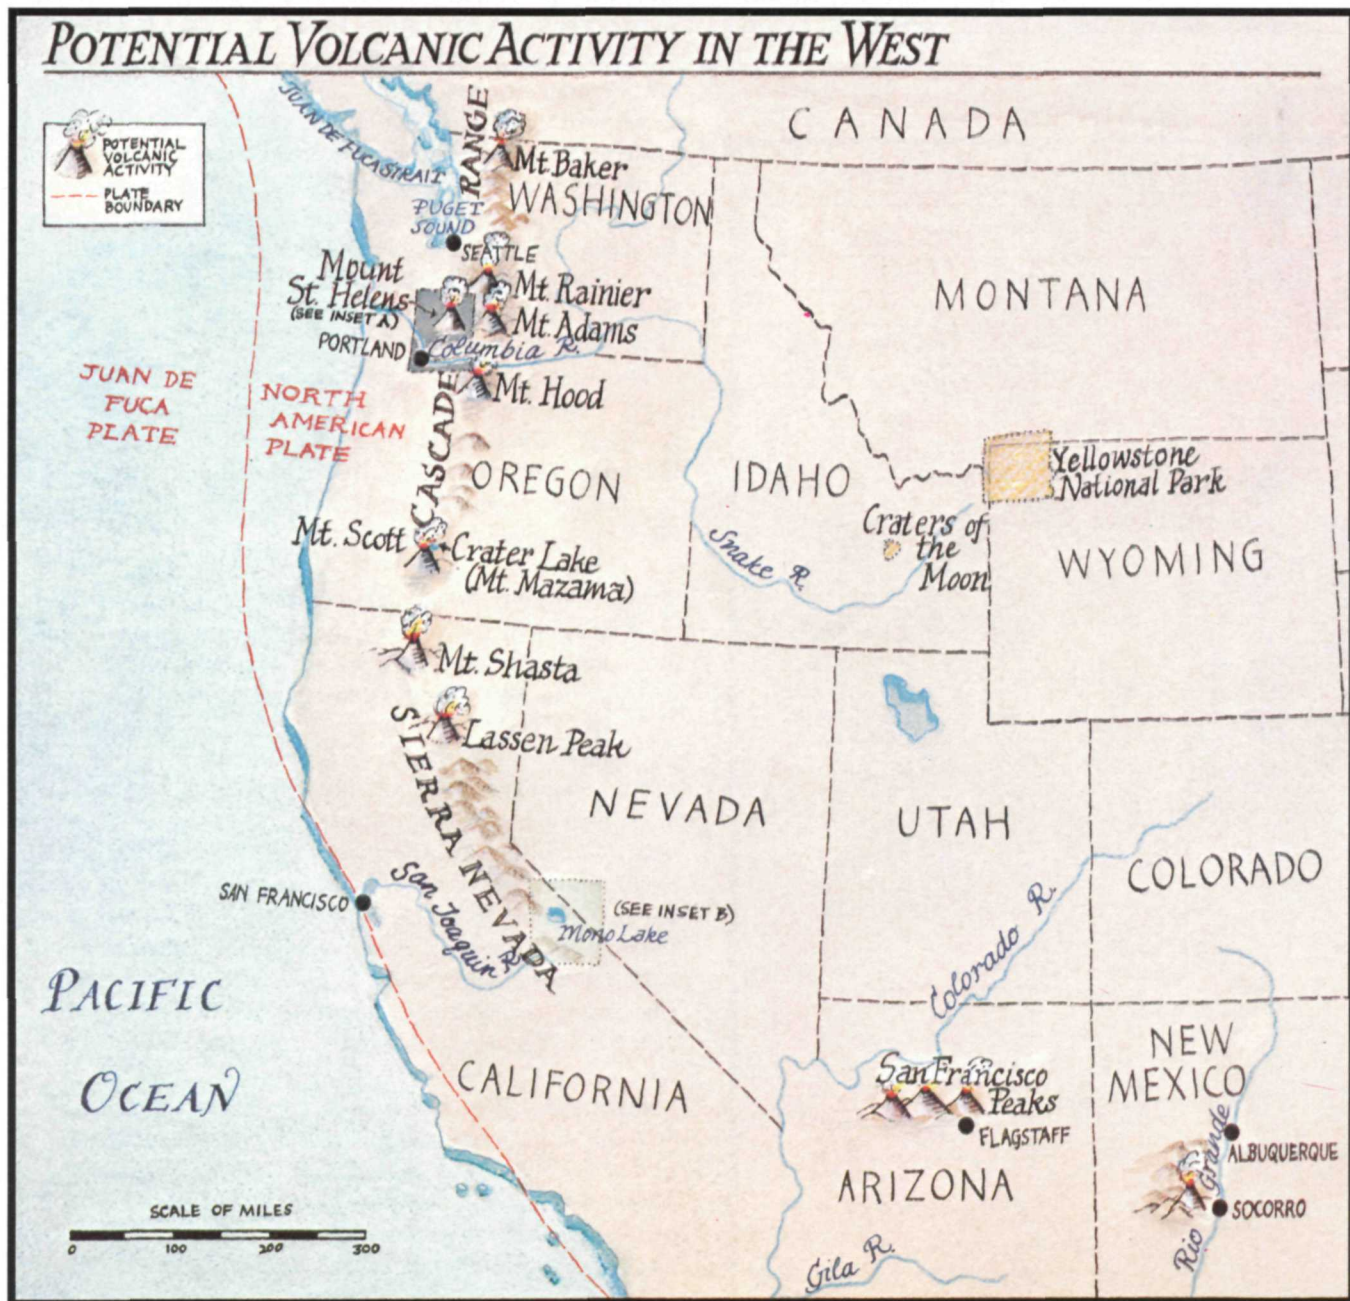 POTENTIAL VOLCANIC ACTIVITY IN THE WEST
POTENTIAL
VOLCANIC
ACTIVITY
PLATE
BOUNDARY
JUAN DE FUCA STRAIT
CANADA
RANGE
Mt. Baker
WASHINGTON
PUGET
SOUND
SEATTLE
Mount
St. Helens
(SEE INSET A)
Mt. Rainier
Mt. Adams
MONTANA
PORTLAND
Columbia R.
JUAN DE
FUCA
PLATE
NORTH
AMERICAN
PLATE
Mt. Hood
CASCADE
OREGON
IDAHO
Yellowstone
National Park
Mt. Scott
Crater Lake
(Mt. Mazama)
Snake R.
Craters of
the
Moon
WYOMING
Mt. Shasta
Lassen Peak
SIERRA NEVADA
NEVADA
UTAH
COLORADO
SAN FRANCISCO
San Joaquin R.
(SEE INSET B)
Mono Lake
Colorado R.
PACIFIC
OCEAN
CALIFORNIA
San Francisco
Peaks
FLAGSTAFF
NEW
MEXICO
ALBUQUERQUE
ARIZONA
Rio Grande
SOCORRO
Gila R.
SCALE OF MILES
0 100 200 300